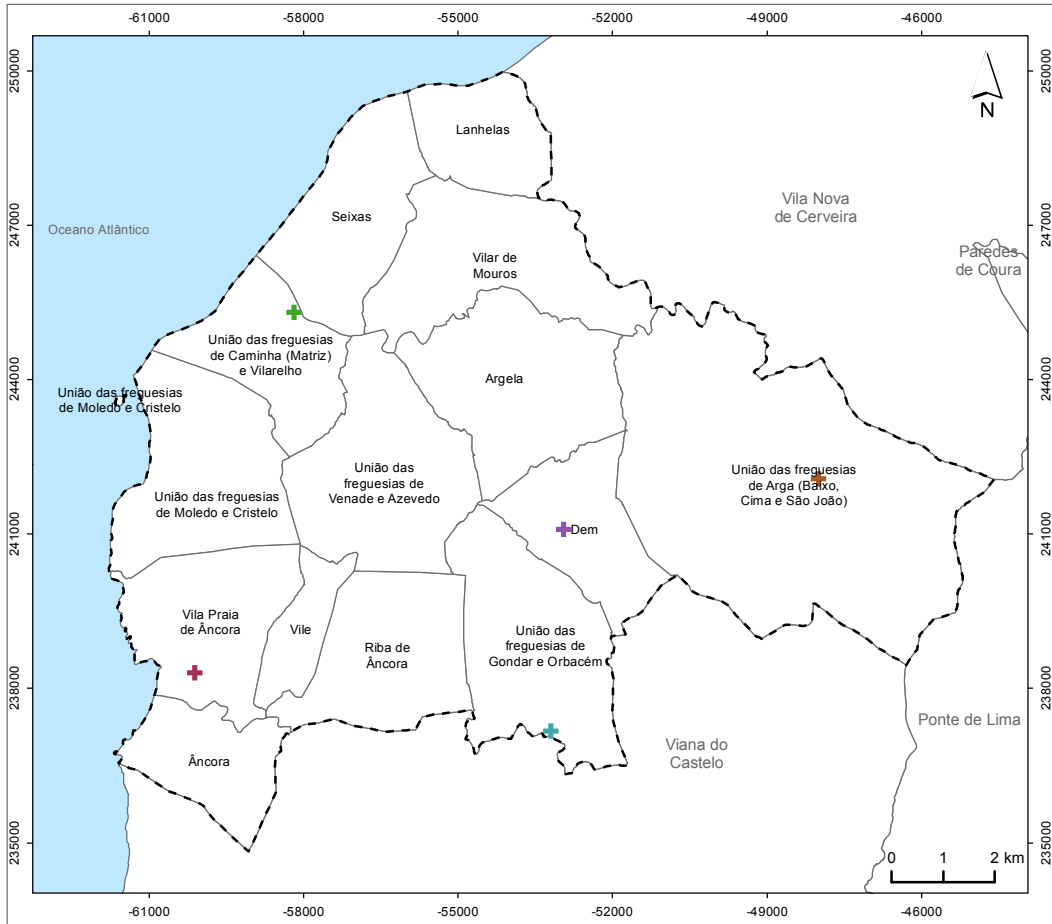 -61000
-58000
-55000
-52000
-49000
-46000
250000
250000
N
Lanhelas
Vila Nova
de Cerveira
Seixas
247000
247000
Oceano Atlântico
Paredes
de Coura
Vilar de
Mouros
União das freguesias
de Caminha (Matriz)
e Vilarelho
244000
244000
Argela
União das freguesias
de Moledo e Cristelo
União das
freguesias de
Venade e Azevedo
União das freguesias
de Arga (Baixo,
Cima e São João)
União das freguesias
de Moledo e Cristelo
241000
241000
Dem
Vila Praia
de Âncora
Vile
Riba de
Âncora
União das
freguesias de
Gondar e Orbacém
238000
238000
Ponte de Lima
Viana do
Castelo
Âncora
235000
235000
0 1 2 km
-61000
-58000
-55000
-52000
-49000
-46000